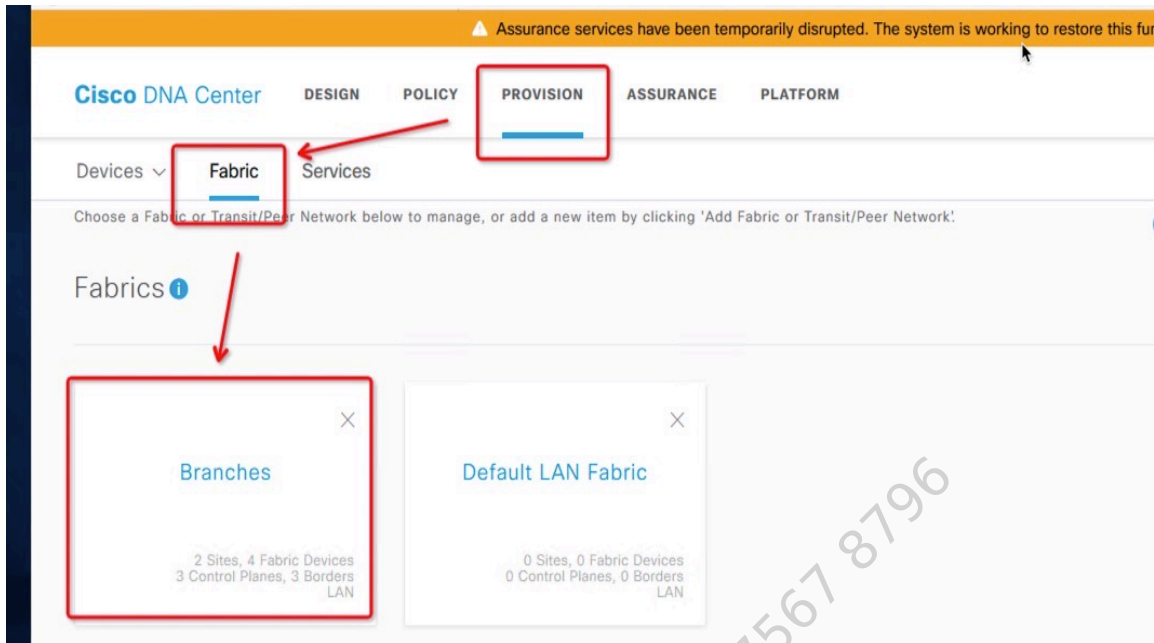 Assurance services have been temporarily disrupted. The system is working to restore this fur
Cisco DNA Center DESIGN POLICY PROVISION ASSURANCE PLATFORM
Devices Fabric Services
Choose a Fabric or Transit/Peer Network below to manage, or add a new item by clicking 'Add Fabric or Transit/Peer Network'.
Fabrics
Branches
2 Sites, 4 Fabric Devices
3 Control Planes, 3 Borders
LAN
Default LAN Fabric
0 Sites, 0 Fabric Devices
0 Control Planes, 0 Borders
LAN
7567 8796